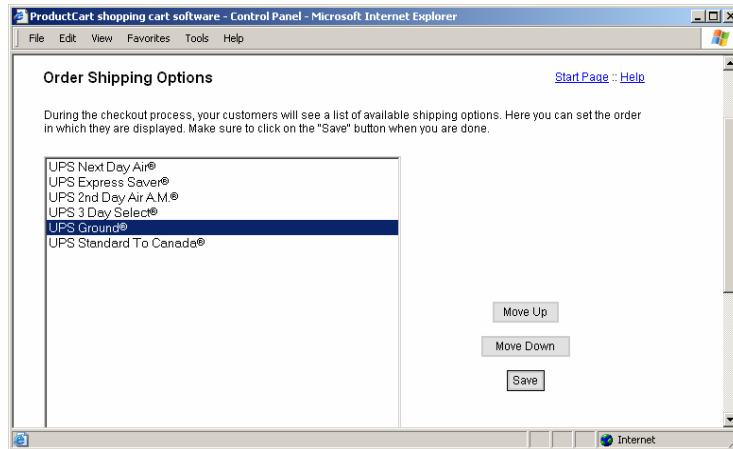 ProductCart shopping cart software - Control Panel - Microsoft Internet Explorer
File Edit View Favorites Tools Help
Order Shipping Options
Start Page :: Help
During the checkout process, your customers will see a list of available shipping options. Here you can set the order
in which they are displayed. Make sure to click on the "Save" button when you are done.
UPS Next Day Air®
UPS Express Saver®
UPS 2nd Day Air A.M.®
UPS 3 Day Select®
UPS Ground®
UPS Standard To Canada®
Move Up
Move Down
Save
Internet